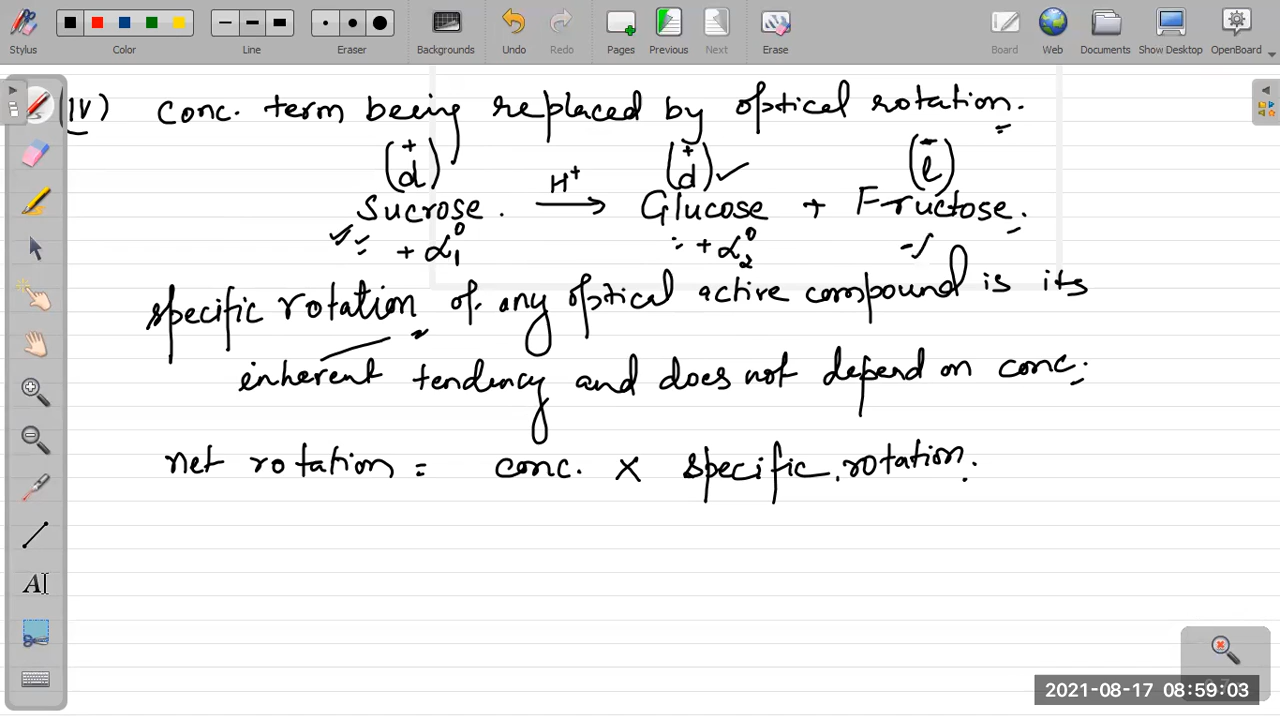 Stylus Color Line Eraser Backgrounds Undo Redo Pages Previous Next Erase Board Web Documents Show Desktop OpenBoard
(IV) conc. term being replaced by optical rotation.
(d) + (d) + (l) -
Sucrose H+ → Glucose + Fructose.
+ α₁° + α₂° -
specific rotation of any optical active compound is its
inherent tendency and does not depend on conc.
net rotation = conc. X specific rotation.
2021-08-17 08:59:03